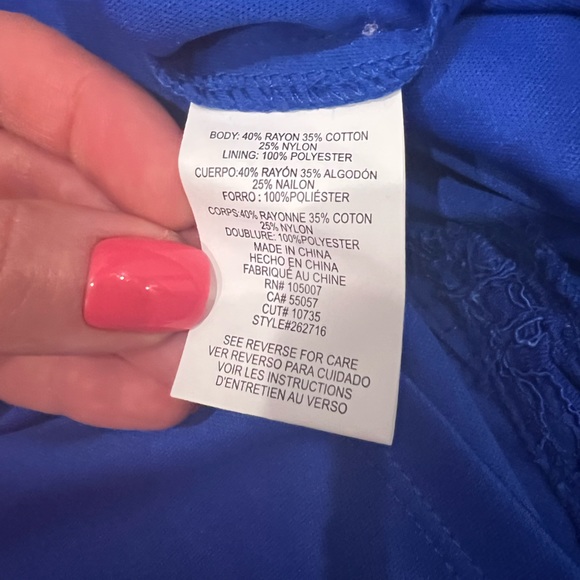 BODY: 40% RAYON 35% COTTON
25% NYLON
LINING: 100% POLYESTER
CUERPO:40% RAYÓN 35% ALGODÓN
25% NAILON
FORRO : 100%POLIÉSTER
CORPS:40% RAYONNE 35% COTON
25% NYLON
DOUBLURE: 100%POLYESTER
MADE IN CHINA
HECHO EN CHINA
FABRIQUÉ AU CHINE
RN# 105007
CA# 55057
CUT# 10735
STYLE#262716
SEE REVERSE FOR CARE
VER REVERSO PARA CUIDADO
VOIR LES INSTRUCTIONS
D'ENTRETIEN AU VERSO